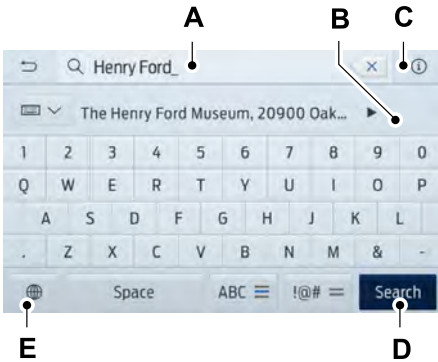 A
B
C
Henry Ford_
The Henry Ford Museum, 20900 Oak...
1 2 3 4 5 6 7 8 9 0
Q W E R T Y U I O P
A S D F G H J K L
. Z X C V B N M & -
Space ABC !@# Search
E
D